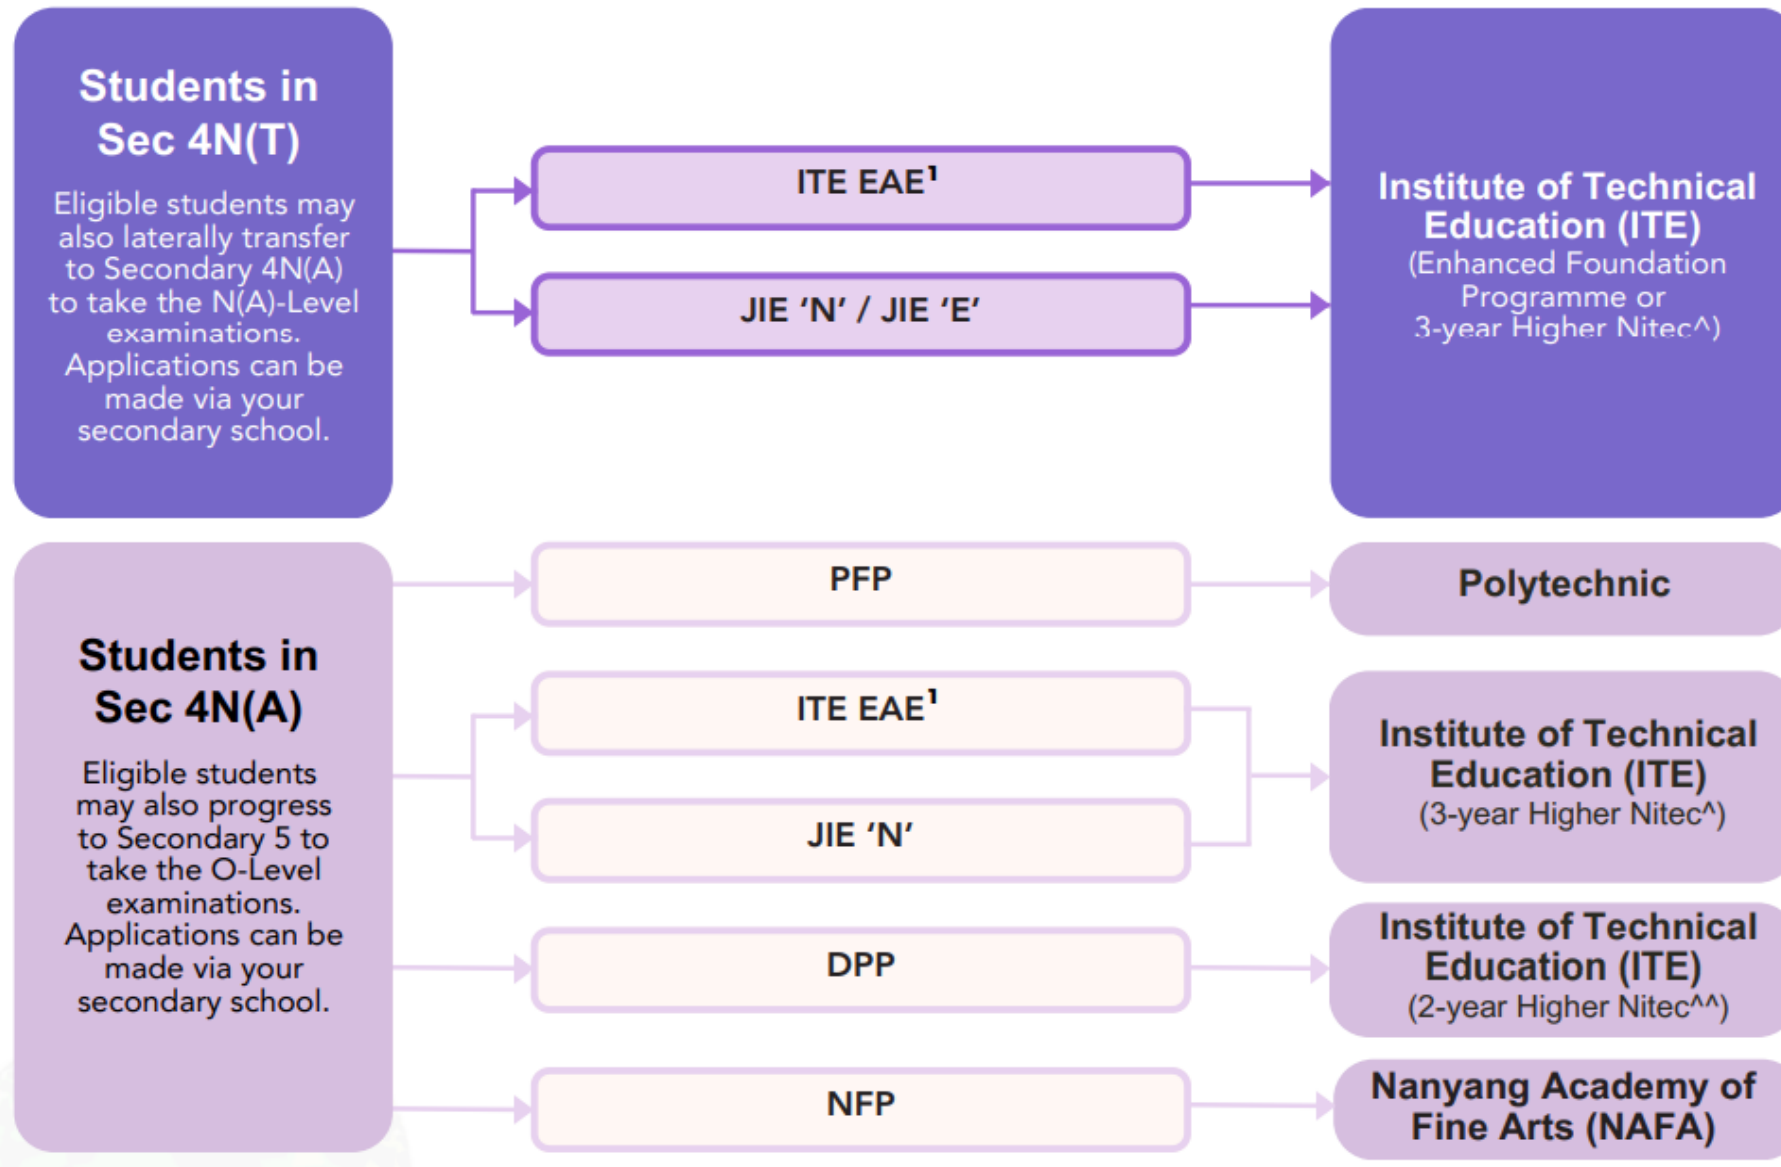 Students in
Sec 4N(T)
Eligible students may
also laterally transfer
to Secondary 4N(A)
to take the N(A)-Level
examinations.
Applications can be
made via your
secondary school.
ITE EAE¹
JIE ‘N’ / JIE ‘E’
Institute of Technical
Education (ITE)
(Enhanced Foundation
Programme or
3-year Higher Nitec^)
Students in
Sec 4N(A)
Eligible students
may also progress
to Secondary 5 to
take the O-Level
examinations.
Applications can be
made via your
secondary school.
PFP
Polytechnic
ITE EAE¹
JIE ‘N’
Institute of Technical
Education (ITE)
(3-year Higher Nitec^)
DPP
Institute of Technical
Education (ITE)
(2-year Higher Nitec^^)
NFP
Nanyang Academy of
Fine Arts (NAFA)